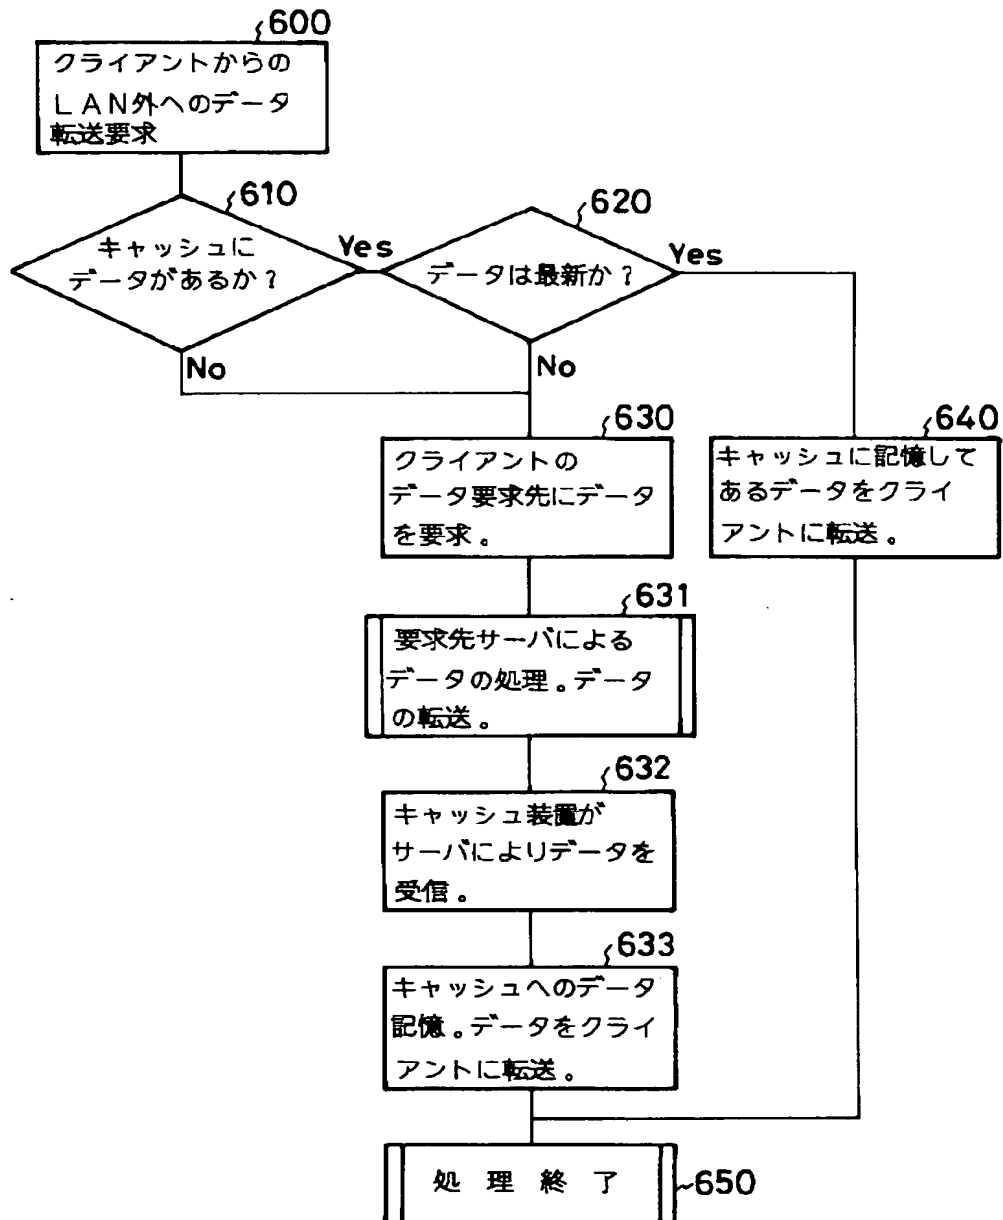 600
クライアントからの
LAN外へのデータ
転送要求
610
キャッシュに
データがあるか?
Yes
No
620
データは最新か?
Yes
No
630
クライアントの
データ要求先にデータ
を要求。
640
キャッシュに記憶して
あるデータをクライ
アントに転送。
631
要求先サーバによる
データの処理。データ
の転送。
632
キャッシュ装置が
サーバによりデータを
受信。
633
キャッシュへのデータ
記憶。データをクライ
アントに転送。
処理終了
650